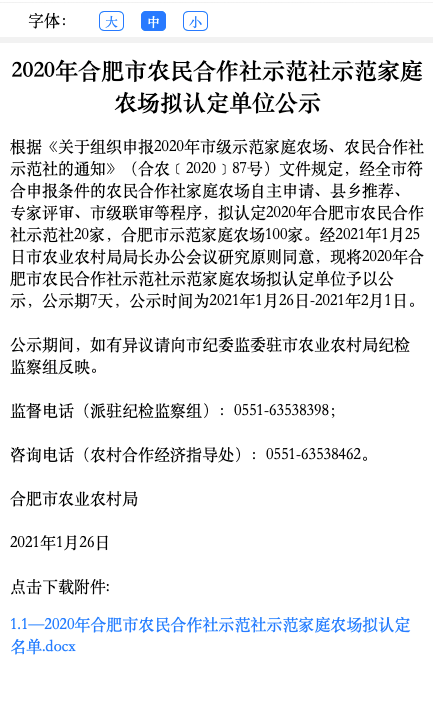 字体： 大 中 小
2020年合肥市农民合作社示范社示范家庭
农场拟认定单位公示
根据《关于组织申报2020年市级示范家庭农场、农民合作社
示范社的通知》（合农﹝2020﹞87号）文件规定，经全市符
合申报条件的农民合作社家庭农场自主申请、县乡推荐、
专家评审、市级联审等程序，拟认定2020年合肥市农民合作
社示范社20家，合肥市示范家庭农场100家。经2021年1月25
日市农业农村局局长办公会议研究原则同意，现将2020年合
肥市农民合作社示范社示范家庭农场拟认定单位予以公
示，公示期7天，公示时间为2021年1月26日-2021年2月1日。
公示期间，如有异议请向市纪委监委驻市农业农村局纪检
监察组反映。
监督电话（派驻纪检监察组）：0551-63538398；
咨询电话（农村合作经济指导处）：0551-63538462。
合肥市农业农村局
2021年1月26日
点击下载附件:
1.1—2020年合肥市农民合作社示范社示范家庭农场拟认定
名单.docx